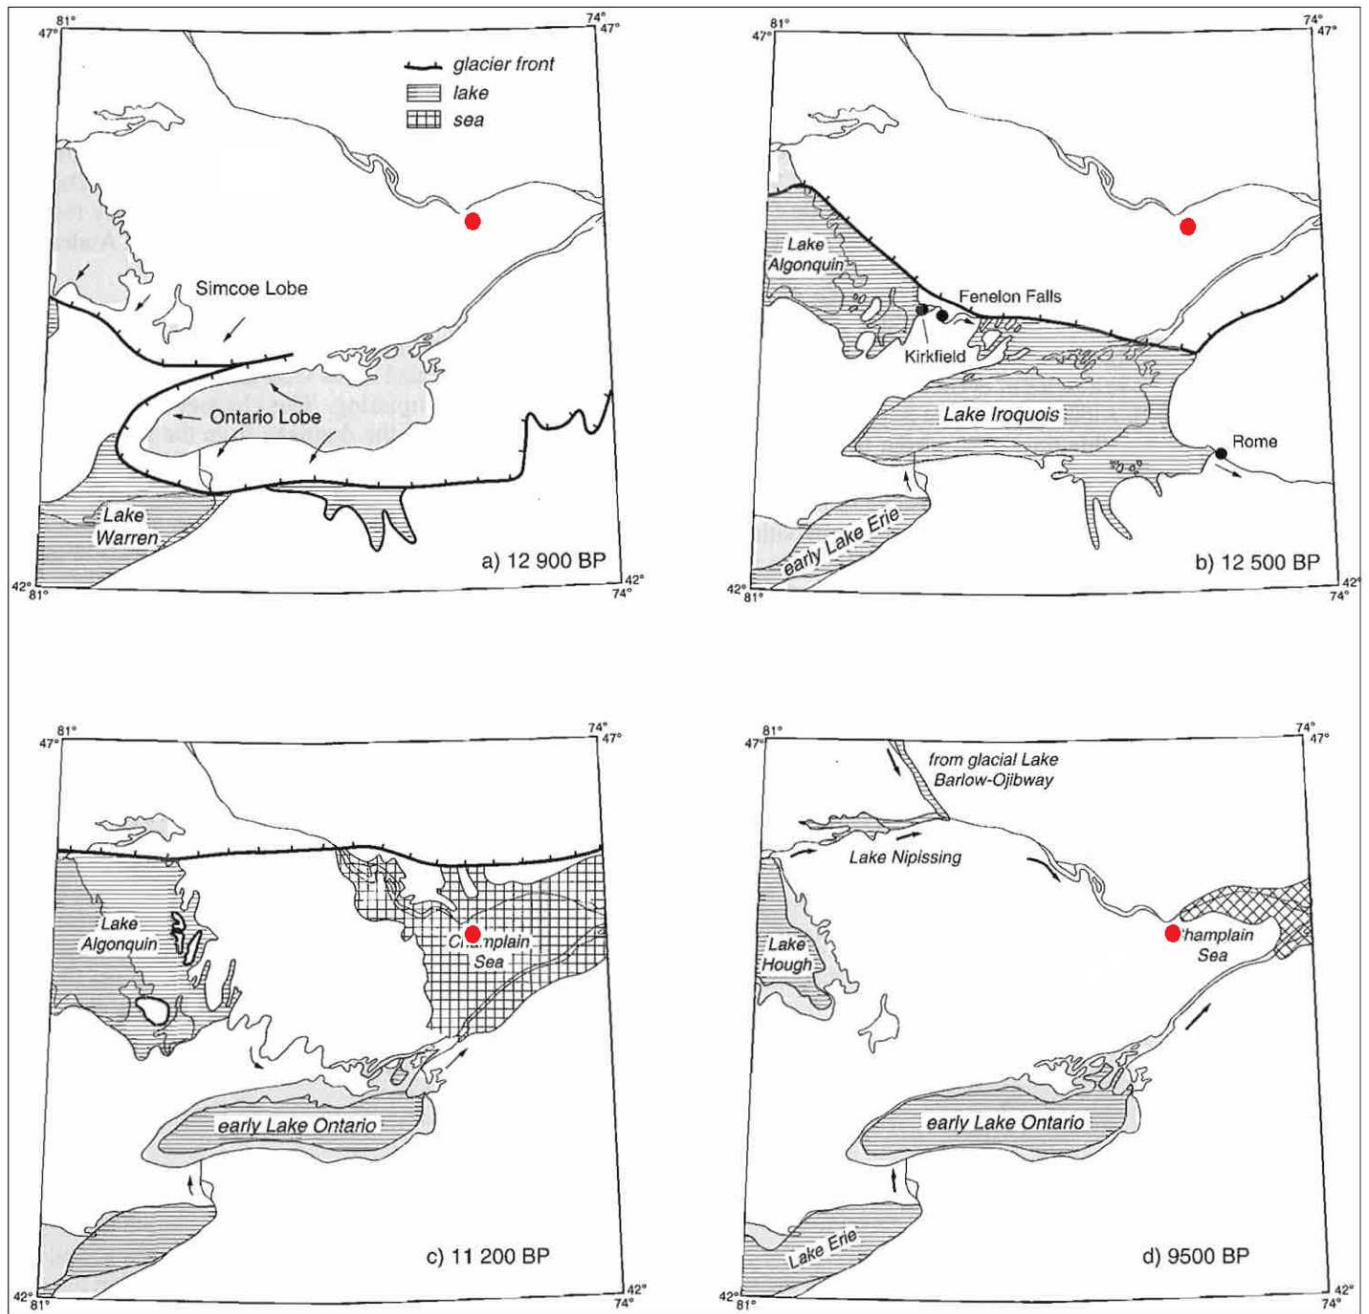 81°
74°
47°
47°
glacier front
lake
sea
Simcoe Lobe
Ontario Lobe
Lake
Warren
a) 12 900 BP
42°
81°
42°
74°
81°
74°
47°
47°
Lake
Algonquin
Fenelon Falls
Kirkfield
Lake Iroquois
Rome
early Lake Erie
b) 12 500 BP
42°
81°
42°
74°
81°
74°
47°
47°
Lake
Algonquin
Champlain
Sea
early Lake Ontario
c) 11 200 BP
42°
81°
42°
74°
81°
74°
47°
47°
from glacial Lake
Barlow-Ojibway
Lake Nipissing
Lake
Hough
Champlain
Sea
early Lake Ontario
Lake Erie
d) 9500 BP
42°
81°
42°
74°